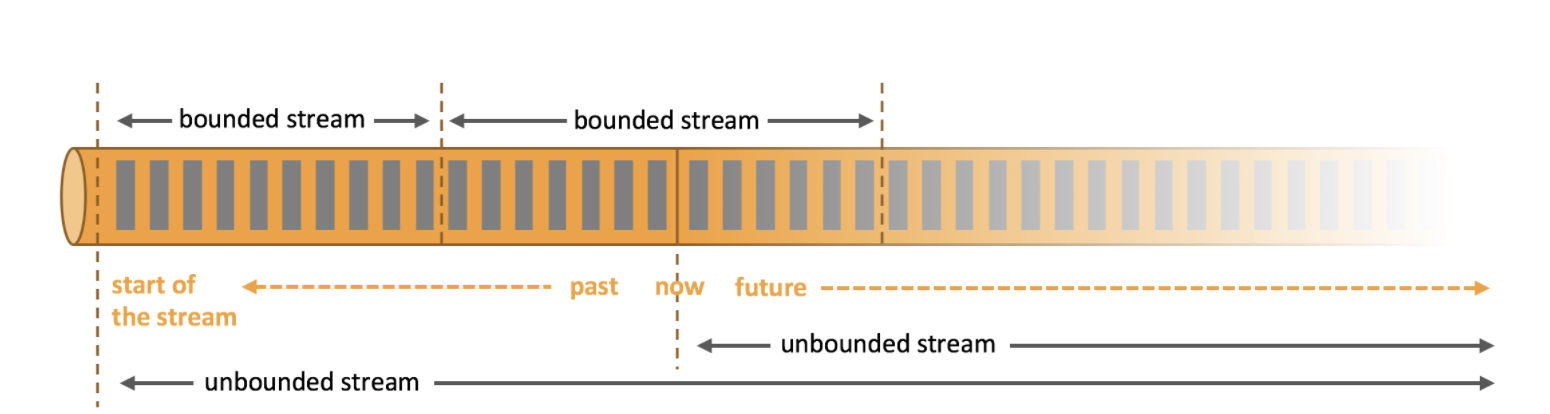 bounded stream
bounded stream
start of
the stream
past
now
future
unbounded stream
unbounded stream